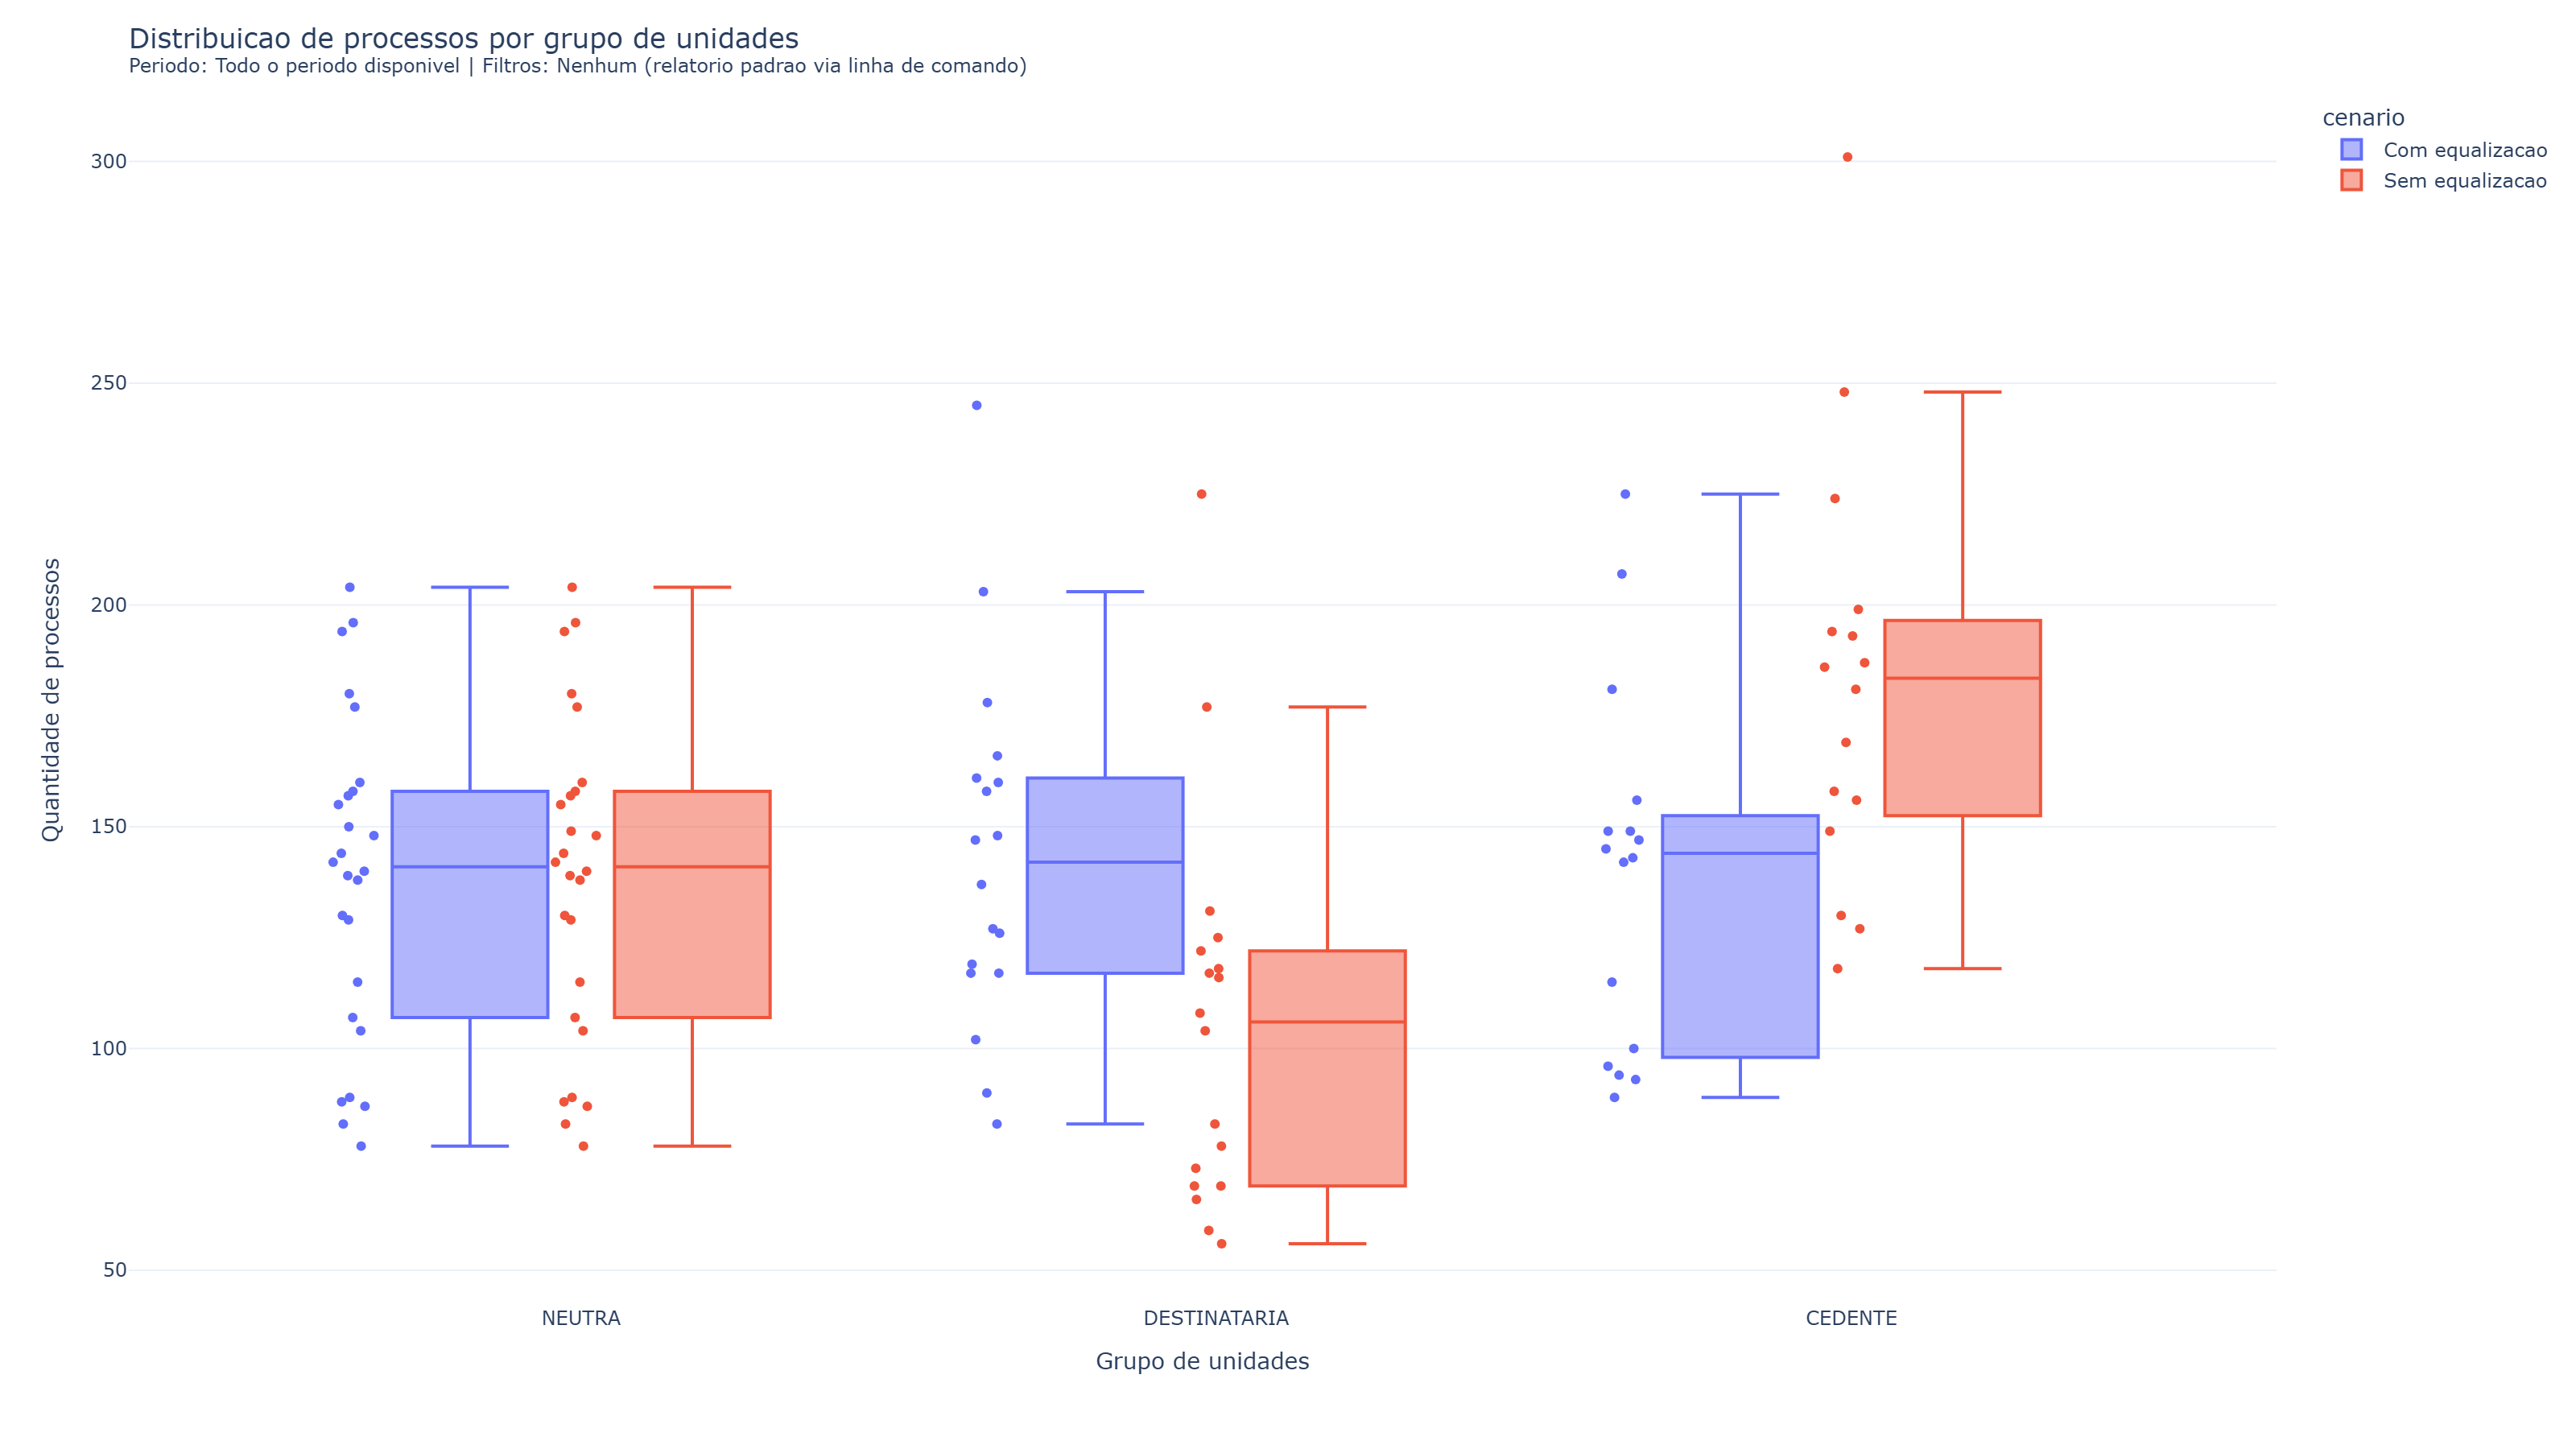 Distribuicao de processos por grupo de unidades
Periodo: Todo o periodo disponivel | Filtros: Nenhum (relatorio padrao via linha de comando)
cenario
Com equalizacao
Sem equalizacao
Quantidade de processos
300
250
200
150
100
50
NEUTRA
DESTINATARIA
CEDENTE
Grupo de unidades